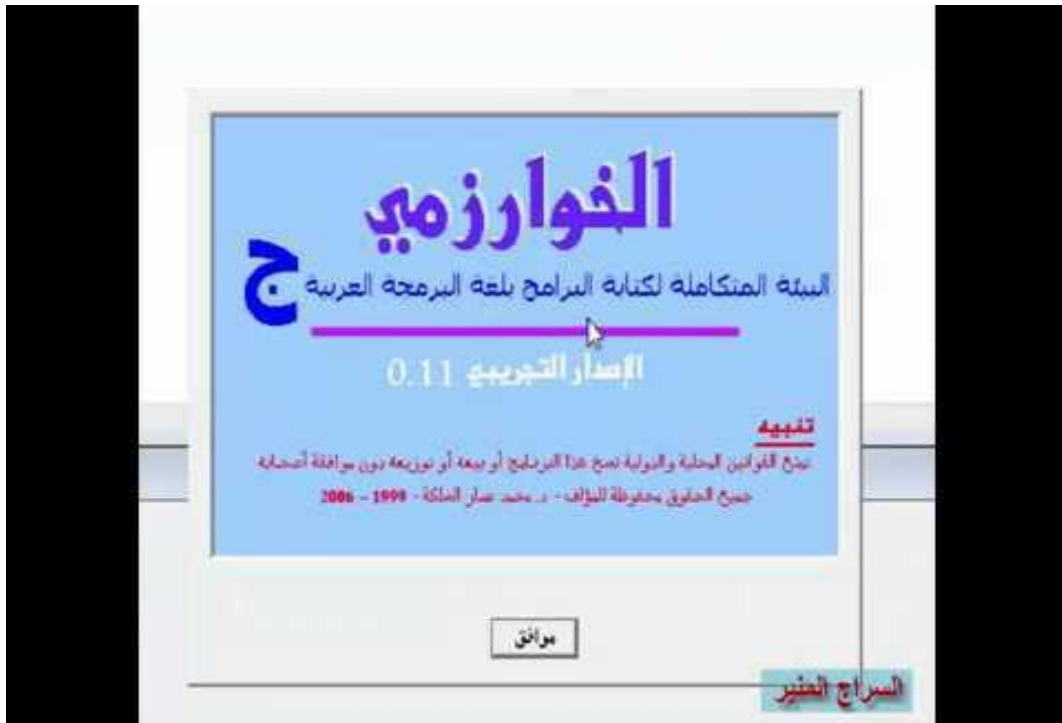 الخوارزمي
البيئة المتكاملة لكتابة البرامج بلغة البرمجة العربية ج
الإصدار التجريبي 0.11
تنبيه
تمنع القوانين المحلية والدولية نسخ هذا البرنامج أو بيعه أو توزيعه دون موافقة أصحابه
جميع الحقوق محفوظة للمؤلف - د. محمد عمار الملكة - 1999 - 2006
موافق
السراج المنير